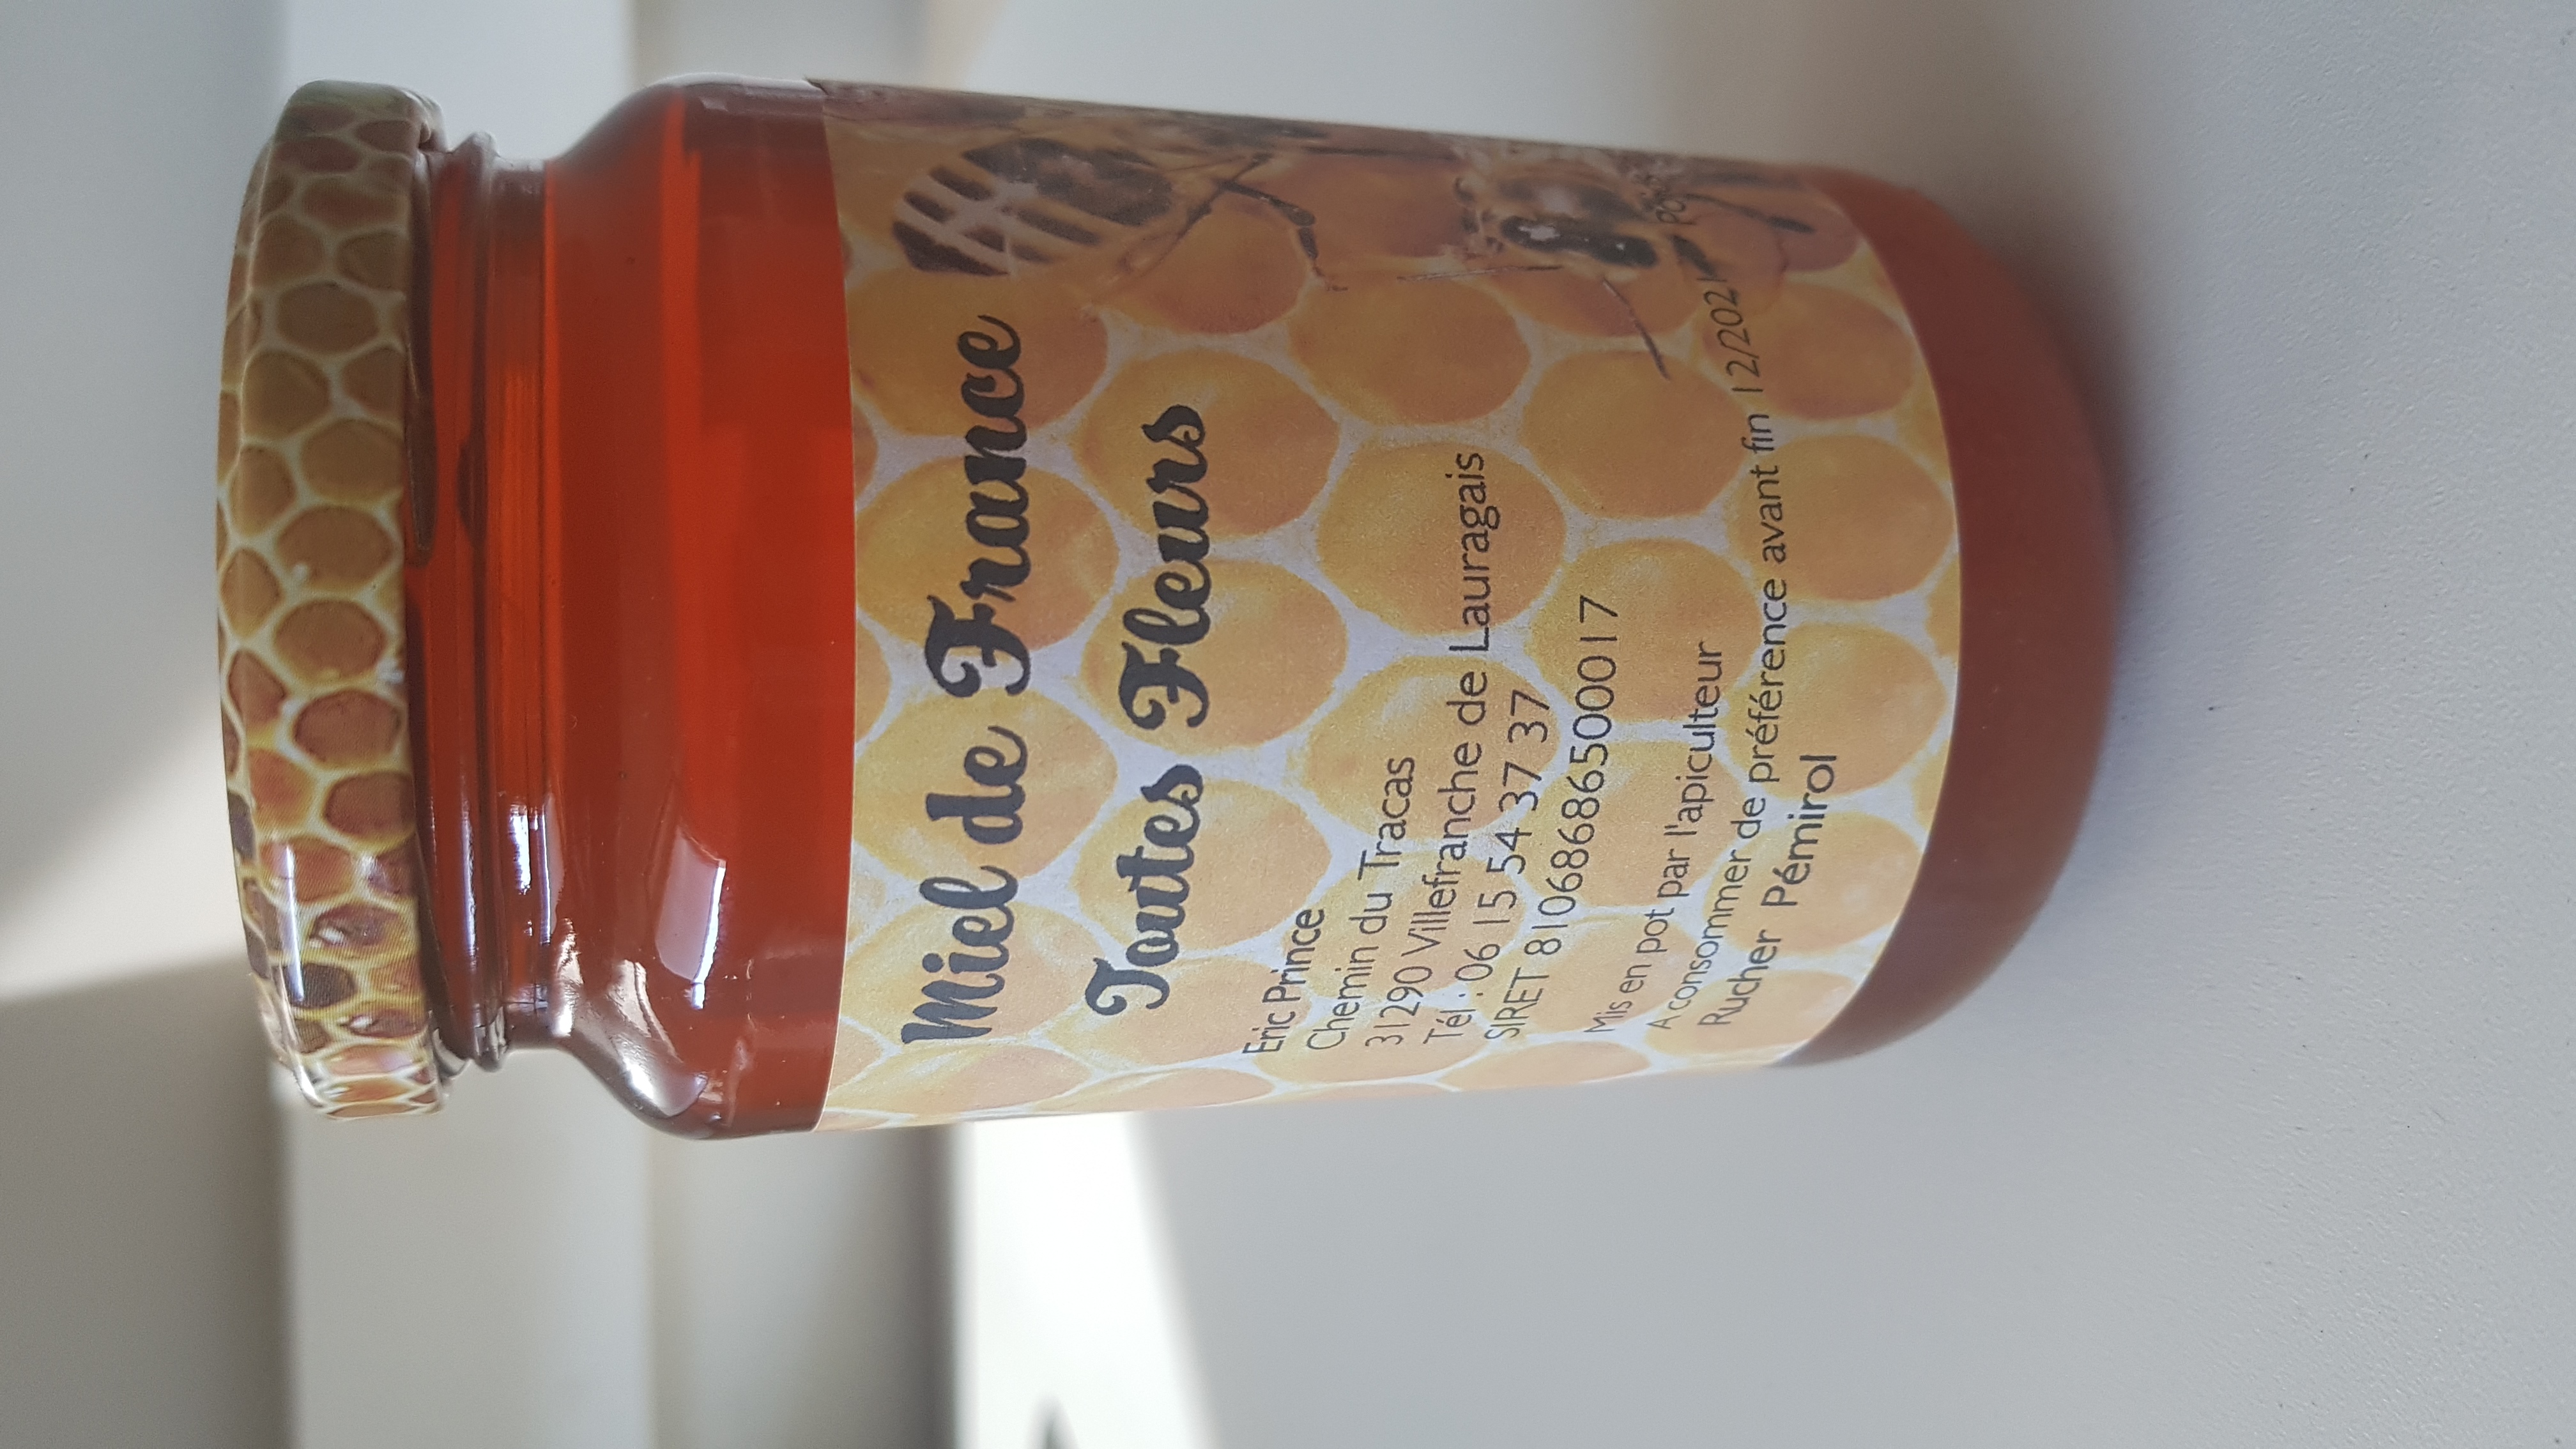 Miel de France
Toutes Fleurs
Eric Prince
Chemin du Tracas
31290 Villefranche de Lauragais
Tél : 06 15 54 37 37
SIRET 81068686500017
Mis en pot par l'apiculteur
A consommer de préférence avant fin 12/2021
Rucher Pémirol